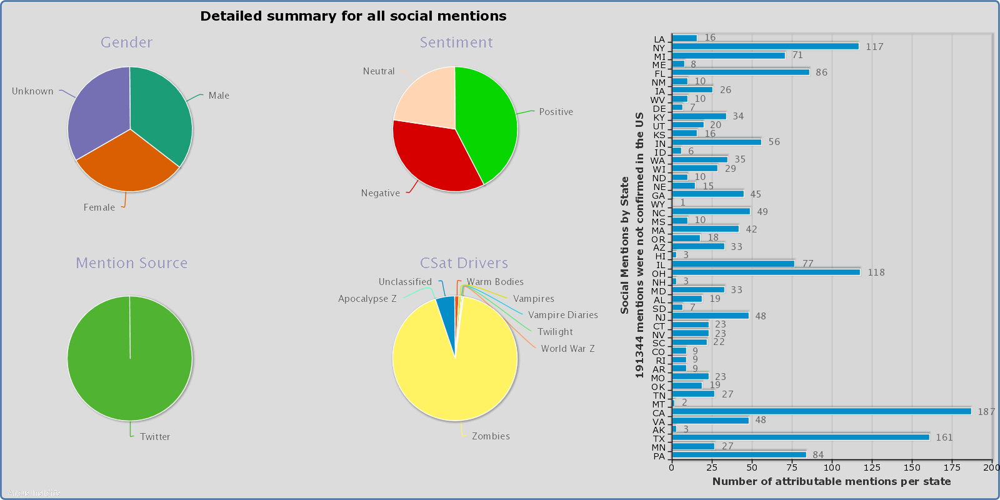 Detailed summary for all social mentions
Gender
Unknown
Male
Female
Sentiment
Neutral
Positive
Negative
Mention Source
Twitter
CSat Drivers
Unclassified
Warm Bodies
Apocalypse Z
Vampires
Vampire Diaries
Twilight
World War Z
Zombies
Social Mentions by State
191344 mentions were not confirmed in the US
LA 16
NY 117
MI 71
ME 8
FL 86
NM 10
IA 26
WV 10
DE 7
KY 34
UT 20
KS 16
IN 56
ID 6
WA 35
WI 29
ND 10
NE 15
GA 45
WY 1
NC 49
MS 10
MA 42
OR 18
AZ 33
HI 3
IL 77
OH 118
NH 3
MD 33
AL 19
SD 7
NJ 48
CT 23
NV 23
SC 22
CO 9
RI 9
AR 9
MO 23
OK 19
TN 27
MT 2
CA 187
VA 48
AK 3
TX 161
MN 27
PA 84
0 25 50 75 100 125 150 175 200
Number of attributable mentions per state
Argus Insights